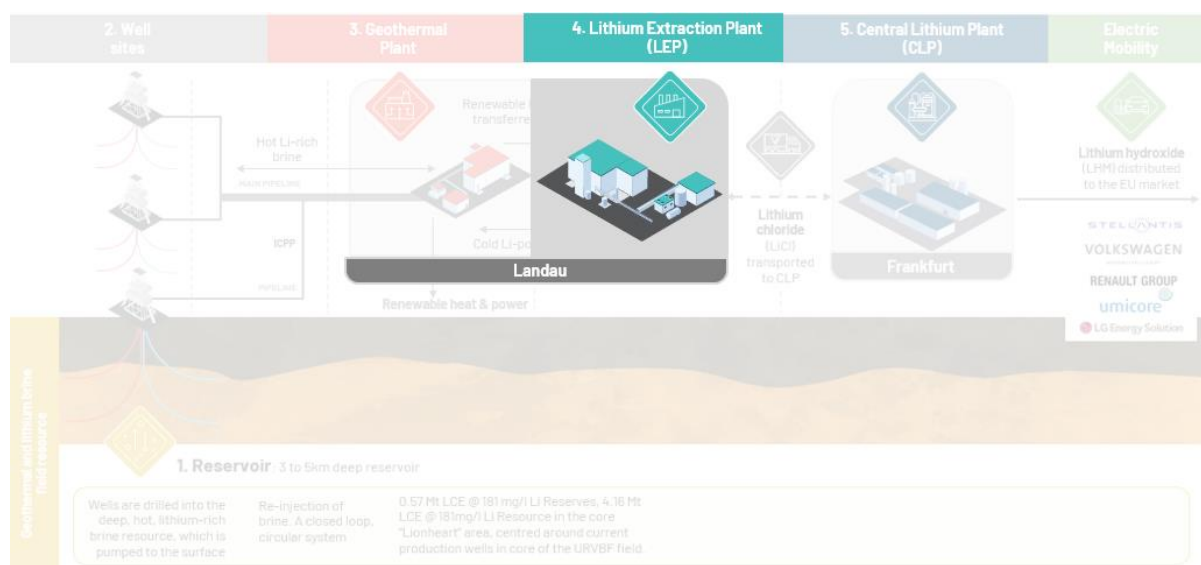 2. Well
sites
3. Geothermal
Plant
4. Lithium Extraction Plant
(LEP)
5. Central Lithium Plant
(CLP)
Electric
Mobility
Renewable
transferre
Hot Li-rich
brine
MAIN PIPELINE
ICPP
PIPELINE
Cold Li-po
Landau
Renewable heat & power
Lithium
chloride
(LiCl)
transported
to CLP
Frankfurt
Lithium hydroxide
(LHM) distributed
to the EU market
STELLANTIS
VOLKSWAGEN
RENAULT GROUP
umicore
LG Energy Solution
Geothermal and lithium brine
field resource
1. Reservoir: 3 to 5km deep reservoir
Wells are drilled into the
deep, hot, lithium-rich
brine resource, which is
pumped to the surface
Re-injection of
brine. A closed loop,
circular system
0.57 Mt LCE @ 181 mg/l Li Reserves, 4.16 Mt
LCE @ 181mg/l Li Resource in the core
"Lionheart" area, centred around current
production wells in core of the URVBF field